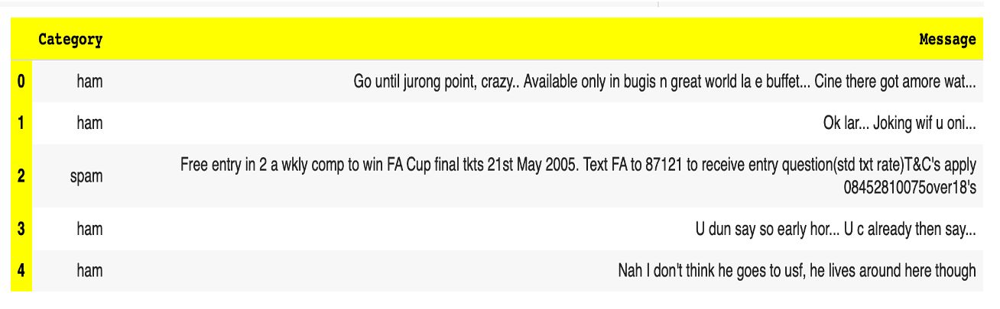 Category Message
0 ham Go until jurong point, crazy.. Available only in bugis n great world la e buffet... Cine there got amore wat...
1 ham Ok lar... Joking wif u oni...
2 spam Free entry in 2 a wkly comp to win FA Cup final tkts 21st May 2005. Text FA to 87121 to receive entry question(std txt rate)T&C's apply
08452810075over18's
3 ham U dun say so early hor... U c already then say...
4 ham Nah I don't think he goes to usf, he lives around here though